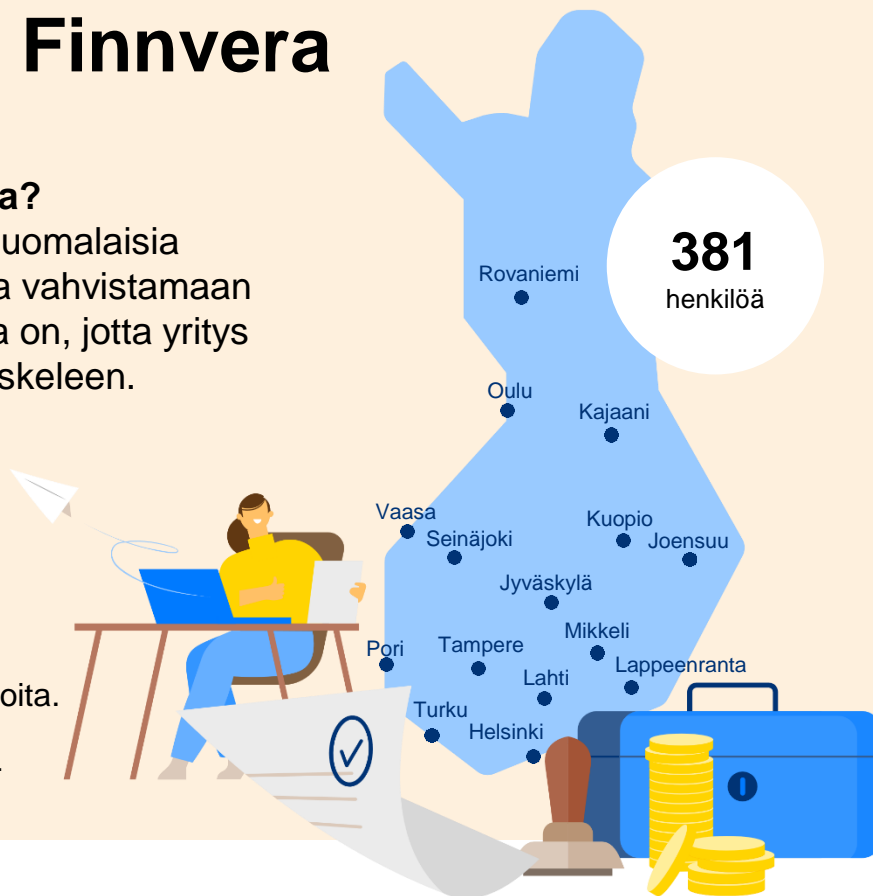 Finnvera
a?
uomalaisia
a vahvistamaan
a on, jotta yritys
skeleen.
381
henkilöä
Rovaniemi
Oulu
Kajaani
Vaasa
Seinäjoki
Kuopio
Joensuu
Jyväskylä
Mikkeli
Pori
Tampere
Lappeenranta
Lahti
Turku
Helsinki
oita.
.